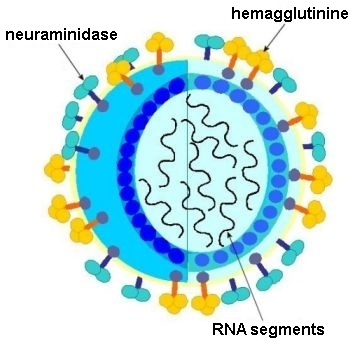 hemagglutinine
neuraminidase
RNA segments